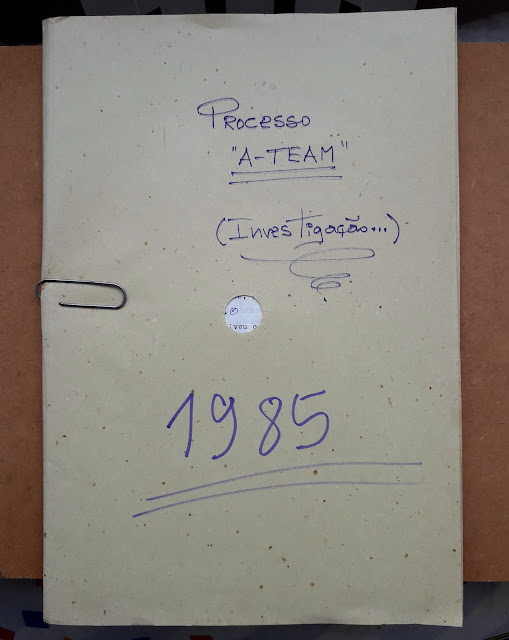 Processo
"A-TEAM"
(Investigação...)
1985